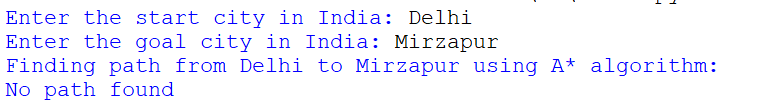 Enter the start city in India: Delhi
Enter the goal city in India: Mirzapur
Finding path from Delhi to Mirzapur using A* algorithm:
No path found